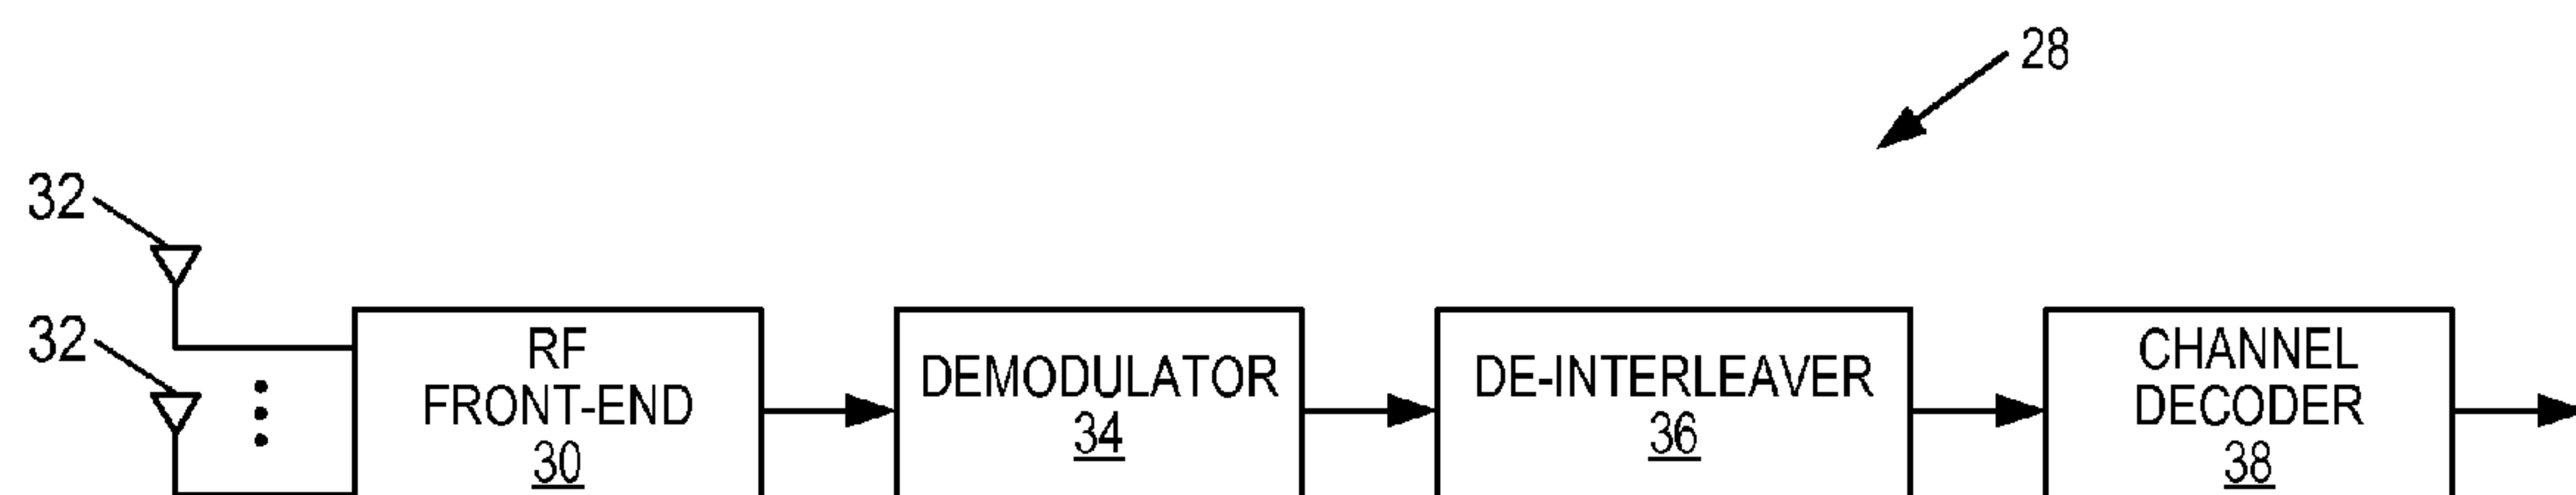 28
32
32
RF
FRONT-END
30
DEMODULATOR
34
DE-INTERLEAVER
36
CHANNEL
DECODER
38